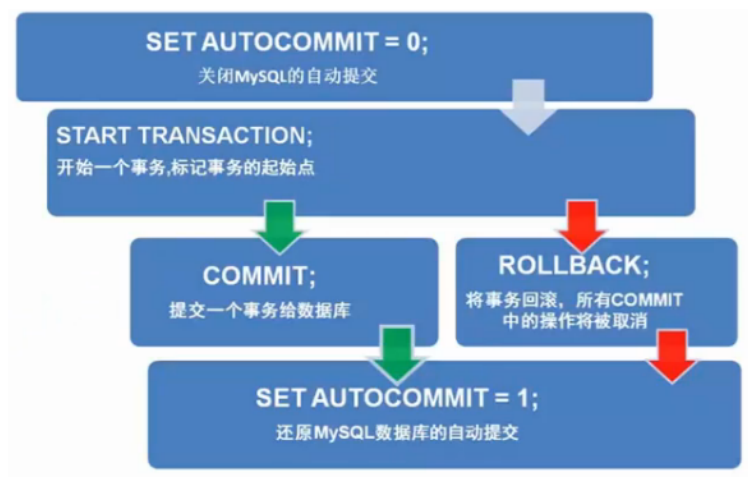 SET AUTOCOMMIT = 0;
关闭MySQL的自动提交
START TRANSACTION;
开始一个事务,标记事务的起始点
COMMIT;
提交一个事务给数据库
ROLLBACK;
将事务回滚，所有COMMIT
中的操作将被取消
SET AUTOCOMMIT = 1;
还原MySQL数据库的自动提交